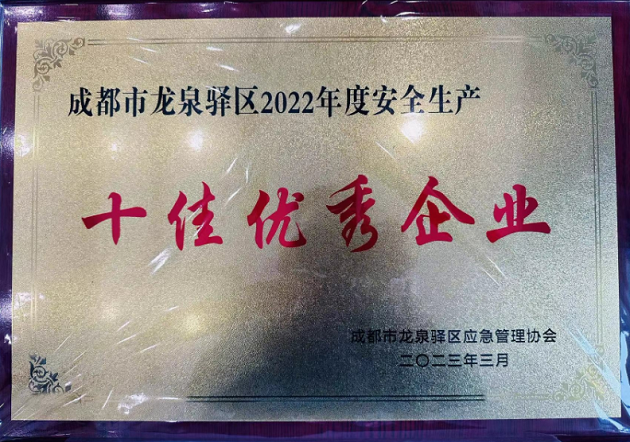 成都市龙泉驿区2022年度安全生产
十佳优秀企业
成都市龙泉驿区应急管理协会
二〇二三年三月